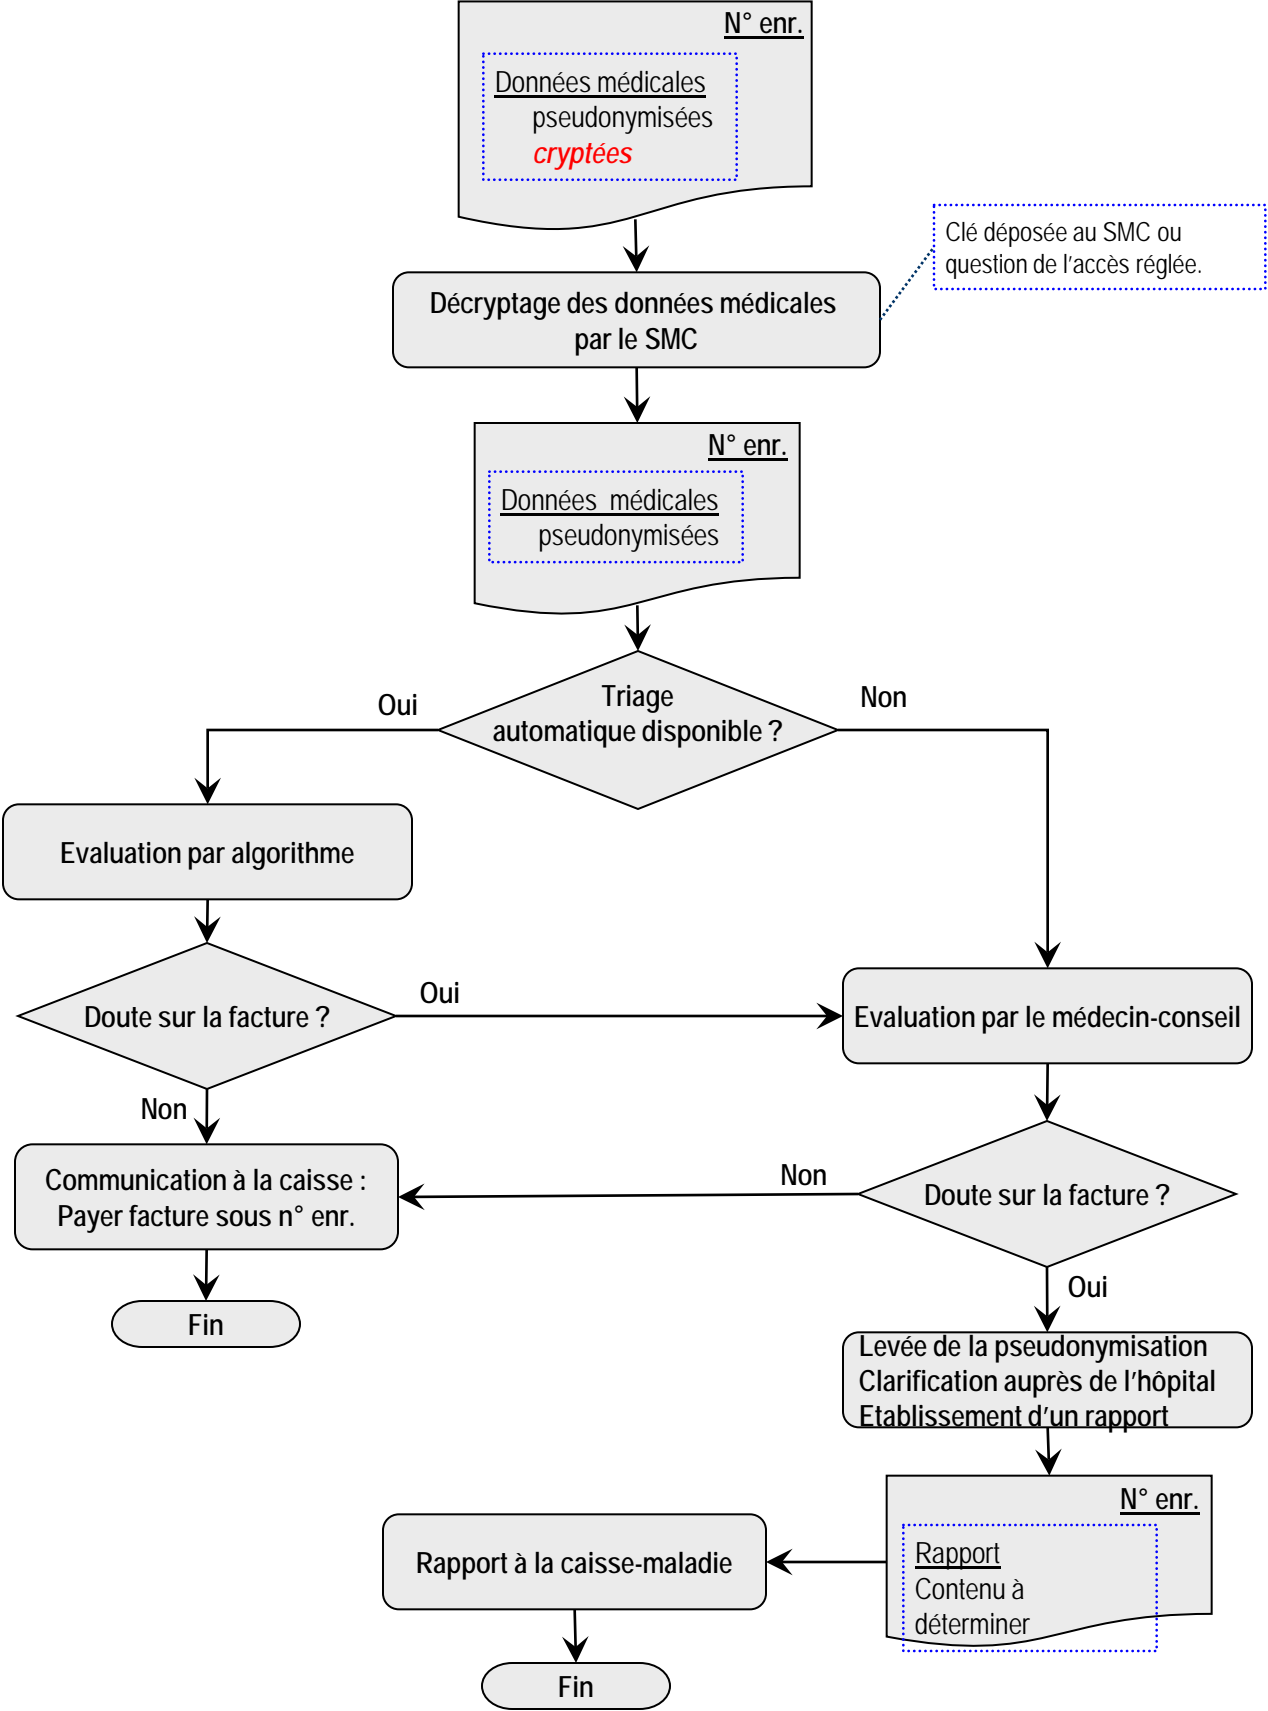 N° enr.
Données médicales
pseudonymisées
cryptées
Clé déposée au SMC ou
question de l'accès réglée.
Décryptage des données médicales
par le SMC
N° enr.
Données médicales
pseudonymisées
Triage
automatique disponible ?
Oui
Non
Evaluation par algorithme
Doute sur la facture ?
Oui
Evaluation par le médecin-conseil
Non
Communication à la caisse :
Payer facture sous n° enr.
Non
Doute sur la facture ?
Oui
Fin
Levée de la pseudonymisation
Clarification auprès de l'hôpital
Etablissement d'un rapport
N° enr.
Rapport
Contenu à
déterminer
Rapport à la caisse-maladie
Fin